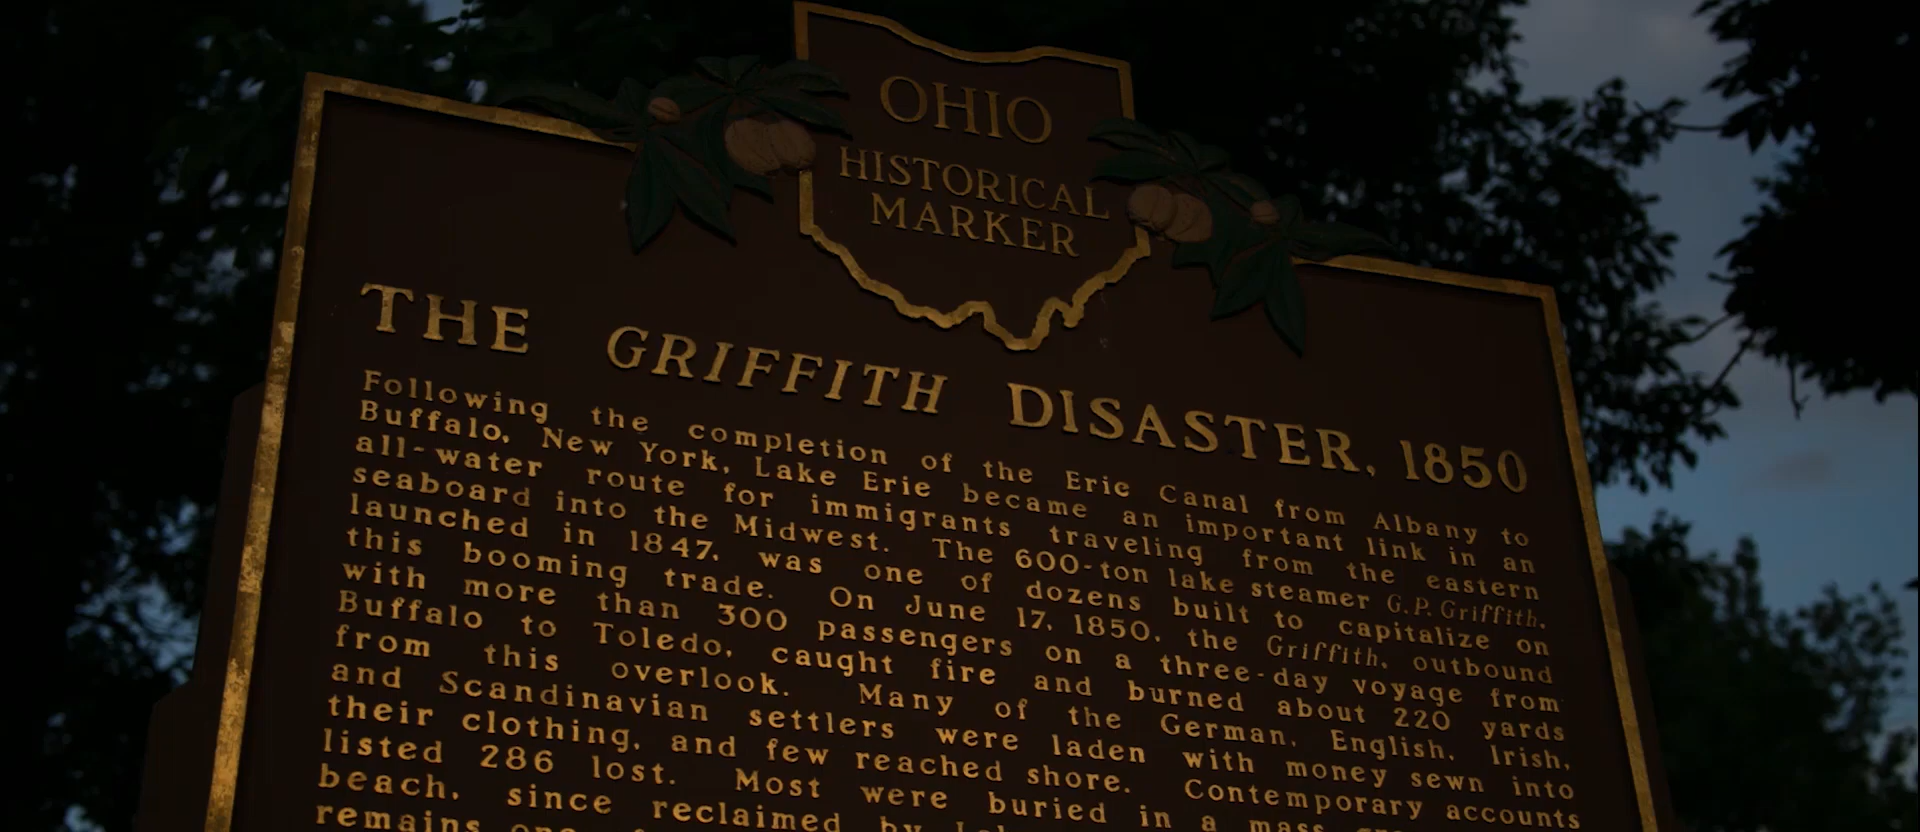 OHIO
HISTORICAL
MARKER
THE GRIFFITH DISASTER, 1850
Following the completion of the Erie Canal from Albany to
Buffalo, New York, Lake Erie became an important link in an
all-water route for immigrants traveling from the eastern
seaboard into the Midwest. The 600-ton lake steamer G.P. Griffith,
launched in 1847, was one of dozens built to capitalize on
this booming trade. On June 17, 1850, the Griffith, outbound
with more than 300 passengers on a three-day voyage from
Buffalo to Toledo, caught fire and burned about 220 yards
from this overlook. Many of the German, English, Irish,
and Scandinavian settlers were laden with money sewn into
their clothing, and few reached shore. Contemporary accounts
listed 286 lost. Most were buried in a mass
beach, since reclaimed by
remains